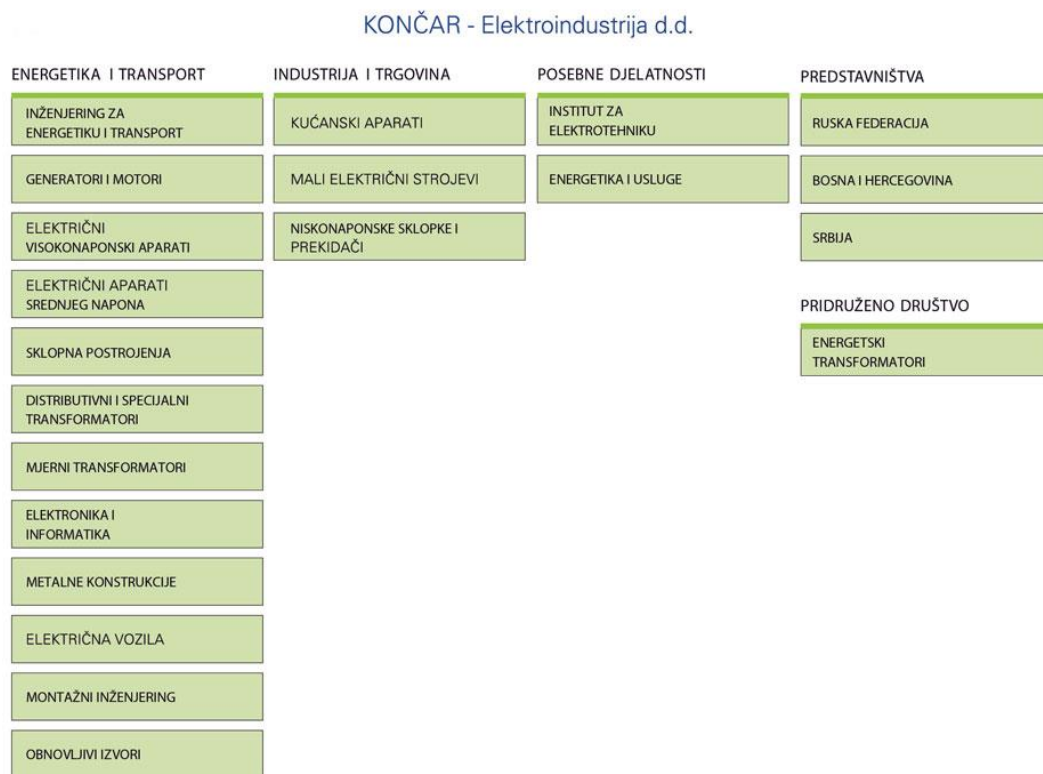 KONČAR - Elektroindustrija d.d.
ENERGETIKA I TRANSPORT
INŽENJERING ZA
ENERGETIKU I TRANSPORT
GENERATORI I MOTORI
ELEKTRIČNI
VISOKONAPONSKI APARATI
ELEKTRIČNI APARATI
SREDNJEG NAPONA
SKLOPNA POSTROJENJA
DISTRIBUTIVNI I SPECIJALNI
TRANSFORMATORI
MJERNI TRANSFORMATORI
ELEKTRONIKA I
INFORMATIKA
METALNE KONSTRUKCIJE
ELEKTRIČNA VOZILA
MONTAŽNI INŽENJERING
OBNOVLJIVI IZVORI
INDUSTRIJA I TRGOVINA
KUĆANSKI APARATI
MALI ELEKTRIČNI STROJEVI
NISKONAPONSKE SKLOPKE I
PREKIDAČI
POSEBNE DJELATNOSTI
INSTITUT ZA
ELEKTROTEHNIKU
ENERGETIKA I USLUGE
PREDSTAVNIŠTVA
RUSKA FEDERACIJA
BOSNA I HERCEGOVINA
SRBIJA
PRIDRUŽENO DRUŠTVO
ENERGETSKI
TRANSFORMATORI